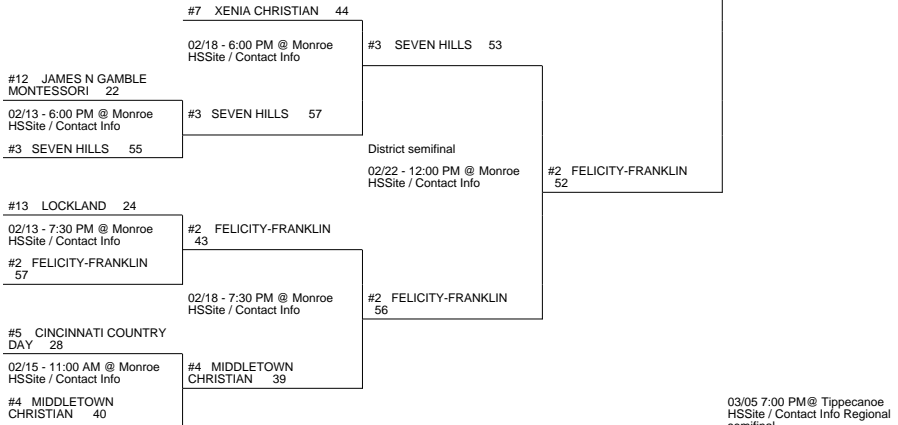 #7 XENIA CHRISTIAN 44
02/18 - 6:00 PM @ Monroe
HSSite / Contact Info
#3 SEVEN HILLS 53
#12 JAMES N GAMBLE
MONTESSORI 22
02/13 - 6:00 PM @ Monroe
HSSite / Contact Info
#3 SEVEN HILLS 57
#3 SEVEN HILLS 55
District semifinal
02/22 - 12:00 PM @ Monroe
HSSite / Contact Info
#2 FELICITY-FRANKLIN
52
#13 LOCKLAND 24
02/13 - 7:30 PM @ Monroe
HSSite / Contact Info
#2 FELICITY-FRANKLIN
43
#2 FELICITY-FRANKLIN
57
02/18 - 7:30 PM @ Monroe
HSSite / Contact Info
#2 FELICITY-FRANKLIN
56
#5 CINCINNATI COUNTRY
DAY 28
02/15 - 11:00 AM @ Monroe
HSSite / Contact Info
#4 MIDDLETOWN
CHRISTIAN 39
#4 MIDDLETOWN
CHRISTIAN 40
03/05 7:00 PM@ Tippecanoe
HSSite / Contact Info Regional
semifinal